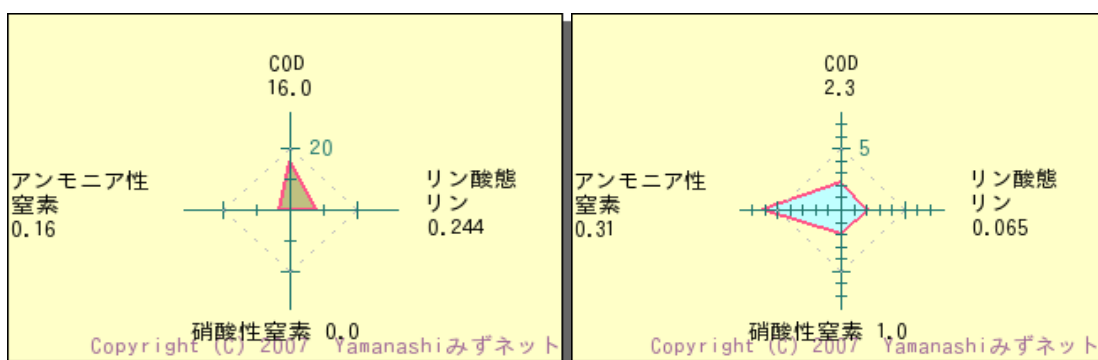 COD
16.0
20
アンモニア性
窒素
0.16
リン酸態
リン
0.244
硝酸性窒素 0.0
Copyright (C) 2007 Yamanashiみずネット
COD
2.3
5
アンモニア性
窒素
0.31
リン酸態
リン
0.065
硝酸性窒素 1.0
Copyright (C) 2007 Yamanashiみずネット